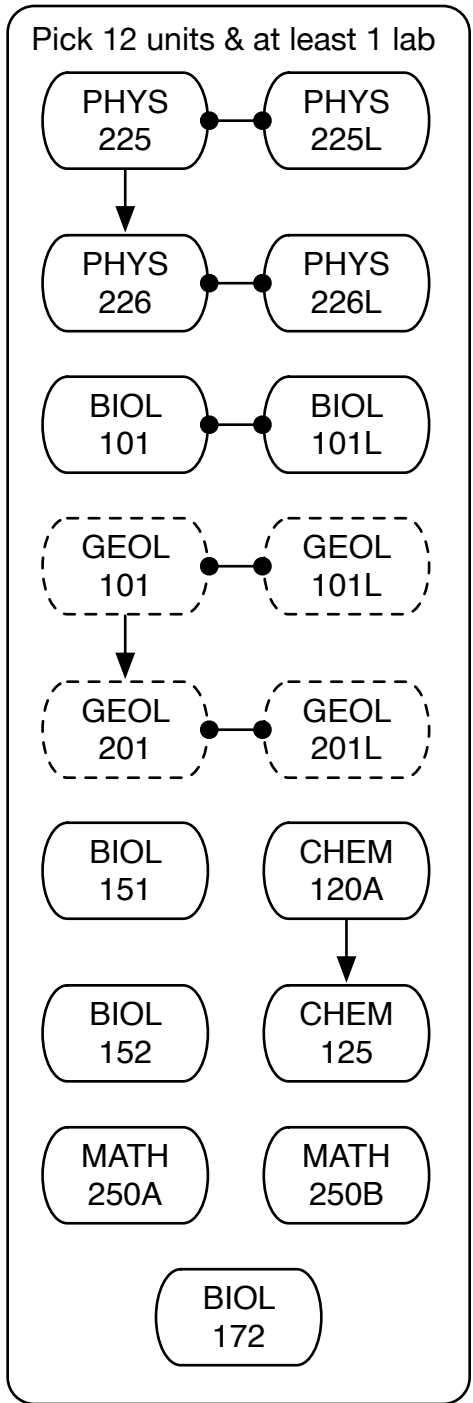 Pick 12 units & at least 1 lab
PHYS
225
PHYS
225L
PHYS
226
PHYS
226L
BIOL
101
BIOL
101L
GEOL
101
GEOL
101L
GEOL
201
GEOL
201L
BIOL
151
CHEM
120A
BIOL
152
CHEM
125
MATH
250A
MATH
250B
BIOL
172